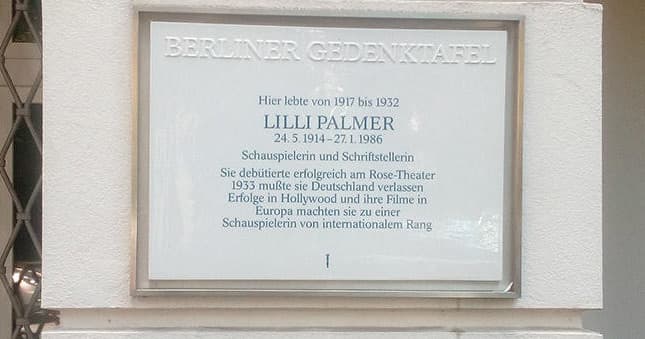 BERLINER GEDENKTAFEL
Hier lebte von 1917 bis 1932
LILLI PALMER
24. 5. 1914 – 27. 1. 1986
Schauspielerin und Schriftstellerin
Sie debütierte erfolgreich am Rose-Theater
1933 mußte sie Deutschland verlassen
Erfolge in Hollywood und ihre Filme in
Europa machten sie zu einer
Schauspielerin von internationalem Rang